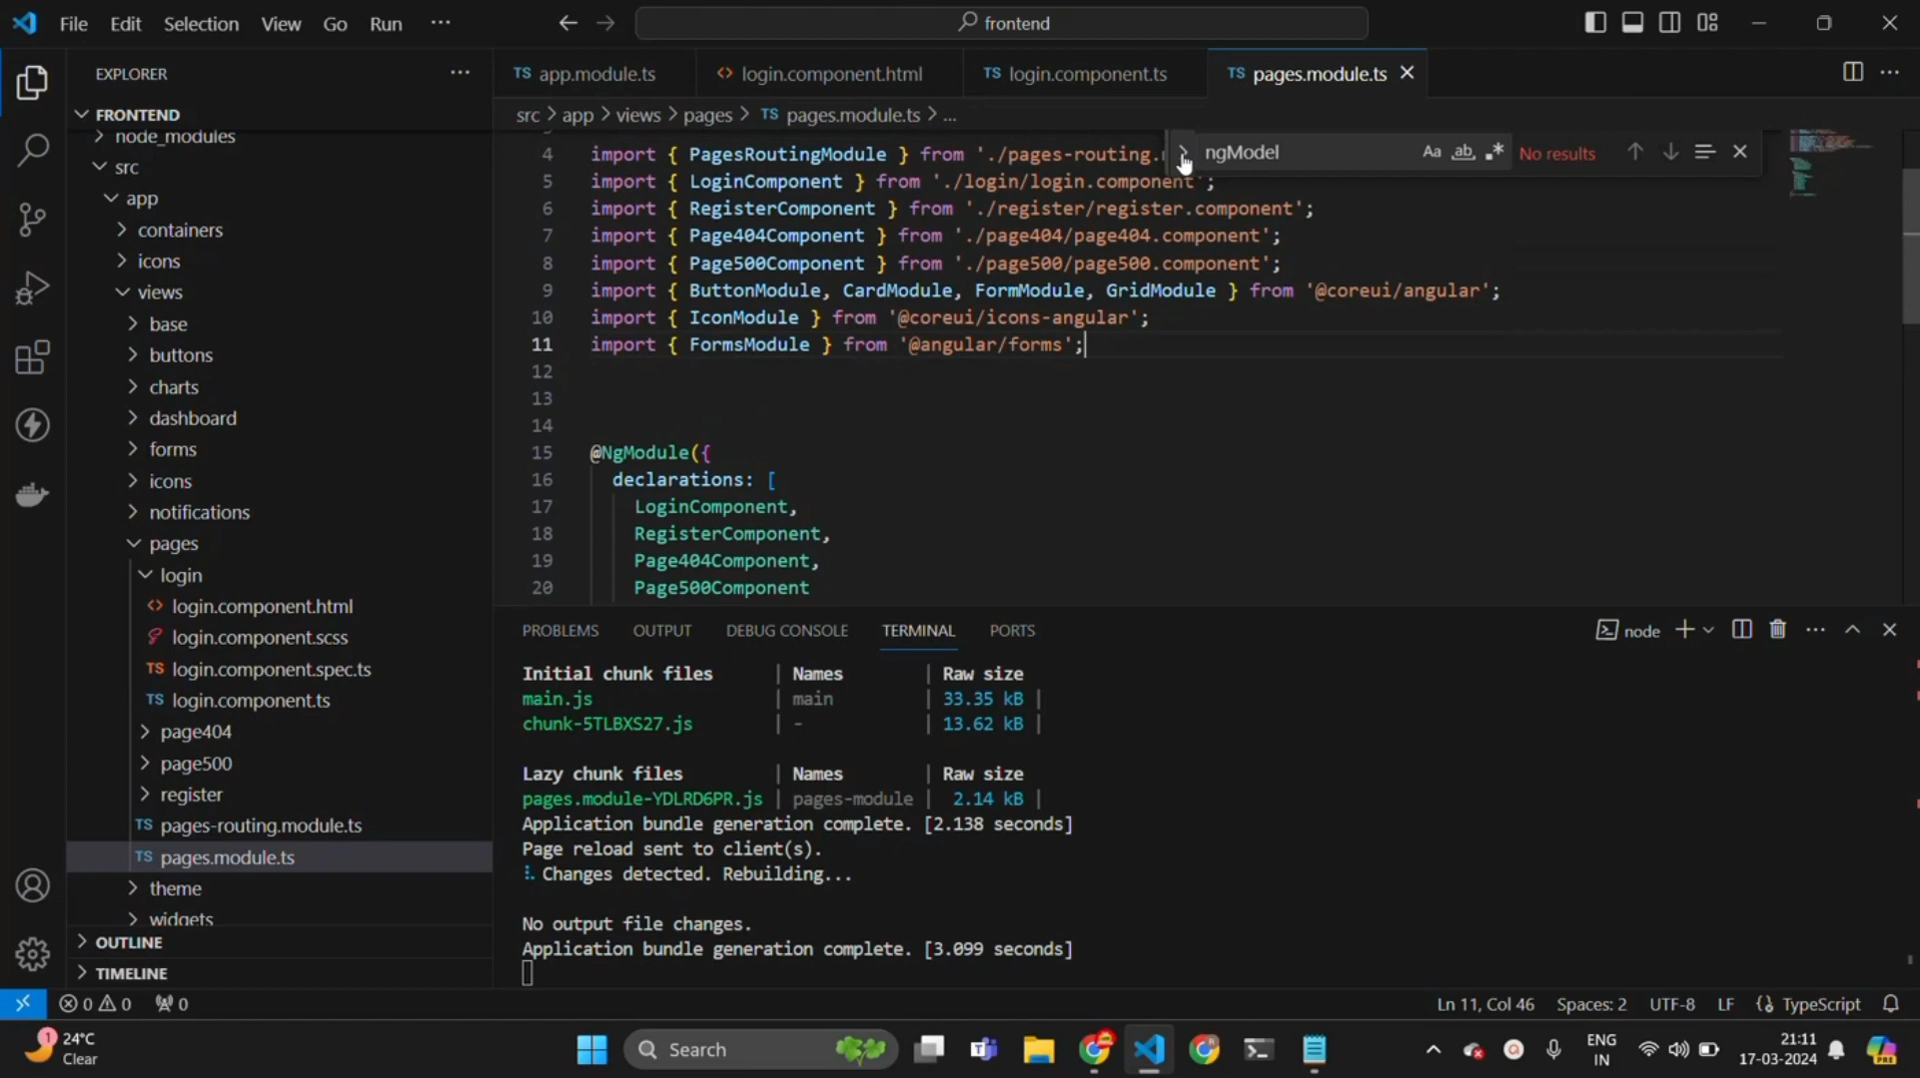 File Edit Selection View Go Run ···
frontend
EXPLORER ···
FRONTEND
node_modules
src
app
containers
icons
views
base
buttons
charts
dashboard
forms
icons
notifications
pages
login
<> login.component.html
login.component.scss
TS login.component.spec.ts
TS login.component.ts
page404
page500
register
TS pages-routing.module.ts
TS pages.module.ts
theme
widgets
OUTLINE
TIMELINE
TS app.module.ts
<> login.component.html
TS login.component.ts
TS pages.module.ts
src > app > views > pages > TS pages.module.ts > ...
ngModel Aa ab .* No results
4 import { PagesRoutingModule } from './pages-routing.
5 import { LoginComponent } from './login/login.component';
6 import { RegisterComponent } from './register/register.component';
7 import { Page404Component } from './page404/page404.component';
8 import { Page500Component } from './page500/page500.component';
9 import { ButtonModule, CardModule, FormModule, GridModule } from '@coreui/angular';
10 import { IconModule } from '@coreui/icons-angular';
11 import { FormsModule } from '@angular/forms';
12
13
14
15 @NgModule({
16 declarations: [
17 LoginComponent,
18 RegisterComponent,
19 Page404Component,
20 Page500Component
PROBLEMS OUTPUT DEBUG CONSOLE TERMINAL PORTS
node
Initial chunk files | Names | Raw size
main.js | main | 33.35 kB |
chunk-5TLBXS27.js | - | 13.62 kB |
Lazy chunk files | Names | Raw size
pages.module-YDLRD6PR.js | pages-module | 2.14 kB |
Application bundle generation complete. [2.138 seconds]
Page reload sent to client(s).
Changes detected. Rebuilding...
No output file changes.
Application bundle generation complete. [3.099 seconds]
0 0 0
Ln 11, Col 46 Spaces: 2 UTF-8 LF {} TypeScript
1
24°C
Clear
Search
ENG
IN
21:11
17-03-2024
PRE